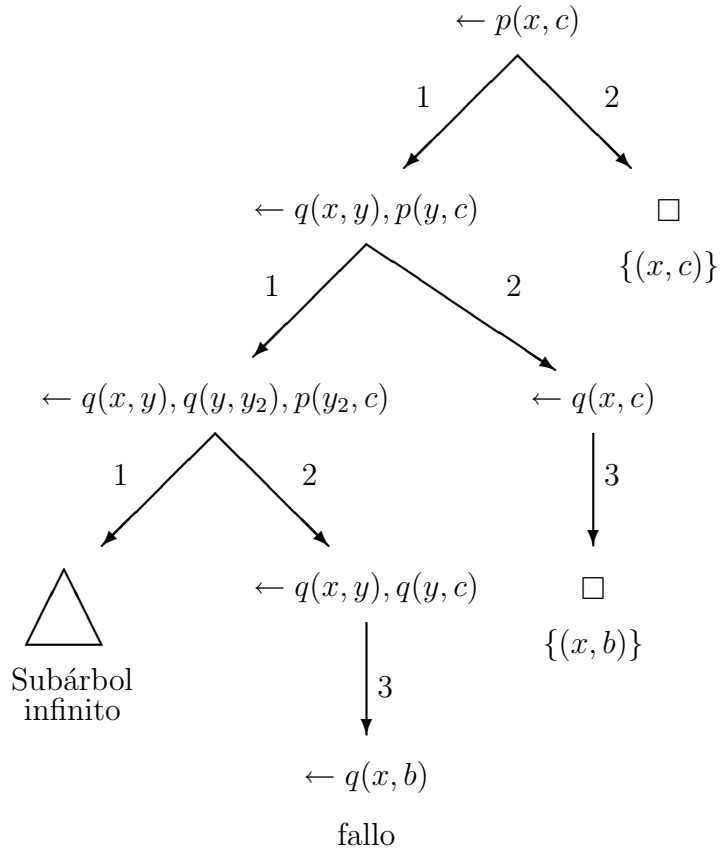 ← p(x, c)
1 2
← q(x, y), p(y, c) □
{(x, c)}
1 2
← q(x, y), q(y, y₂), p(y₂, c) ← q(x, c)
1 2 3
← q(x, y), q(y, c) □
{(x, b)}
Subárbol
infinito
3
← q(x, b)
fallo